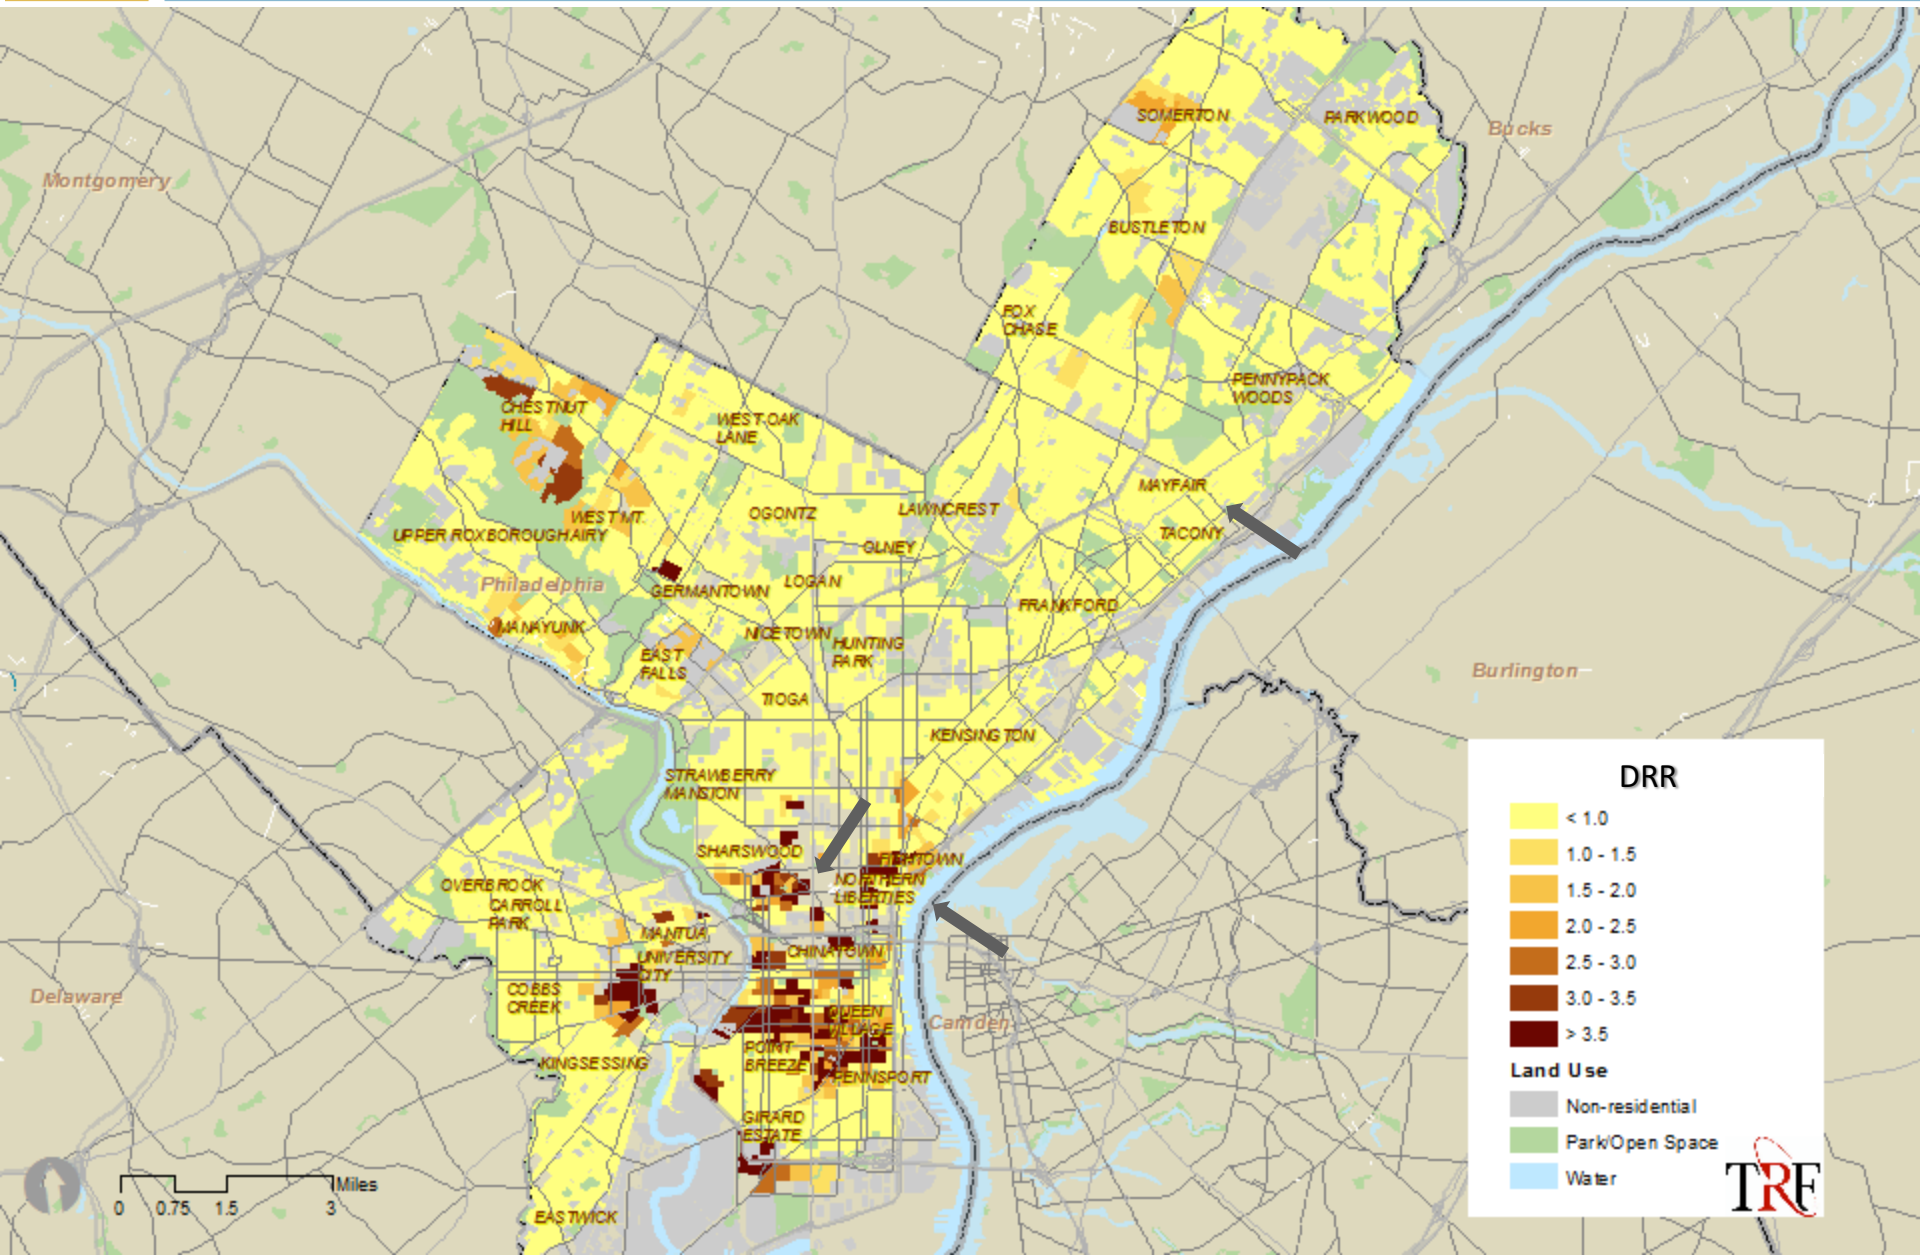 SOMERTON
PARKWOOD
Bucks
Montgomery
BUSTLETON
FOX
CHASE
PENNYPACK
WOODS
CHESTNUT
HILL
WEST OAK
LANE
MAYFAIR
OGONTZ
LAWNCREST
WEST MT.
AIRY
UPPER ROXBOROUGH
TACONY
OLNEY
Philadelphia
LOGAN
GERMANTOWN
FRANKFORD
MANAYUNK
NICETOWN
HUNTING
PARK
EAST
FALLS
Burlington
TIOGA
KENSINGTON
STRAWBERRY
MANSION
SHARSWOOD
FISHTOWN
NORTHERN
LIBERTIES
OVERBROOK
CARROLL
PARK
MANTUA
CHINATOWN
UNIVERSITY
CITY
COBBS
CREEK
Delaware
QUEEN
VILLAGE
Camden
POINT
BREEZE
KINGSESSING
PENNSPORT
GIRARD
ESTATE
EASTWICK
Miles
0 0.75 1.5 3
DRR
< 1.0
1.0 - 1.5
1.5 - 2.0
2.0 - 2.5
2.5 - 3.0
3.0 - 3.5
> 3.5
Land Use
Non-residential
Park/Open Space
Water
TRF